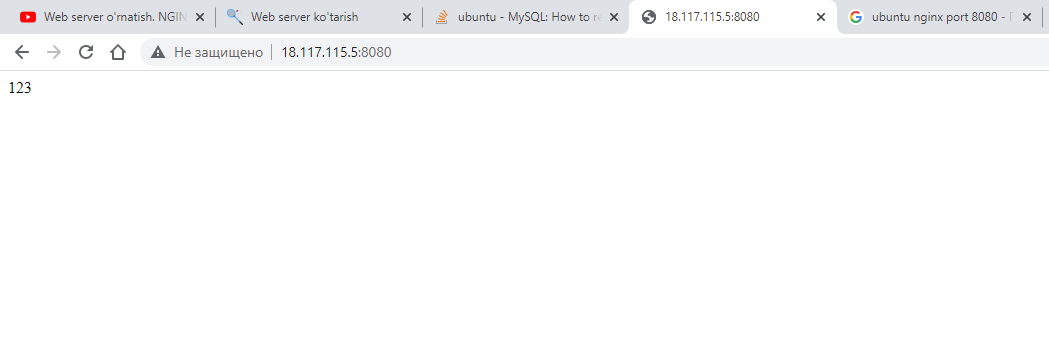 Web server o'rnatish. NGIN
Web server ko'tarish
ubuntu - MySQL: How to re
18.117.115.5:8080
ubuntu nginx port 8080 -
Не защищено
18.117.115.5:8080
123